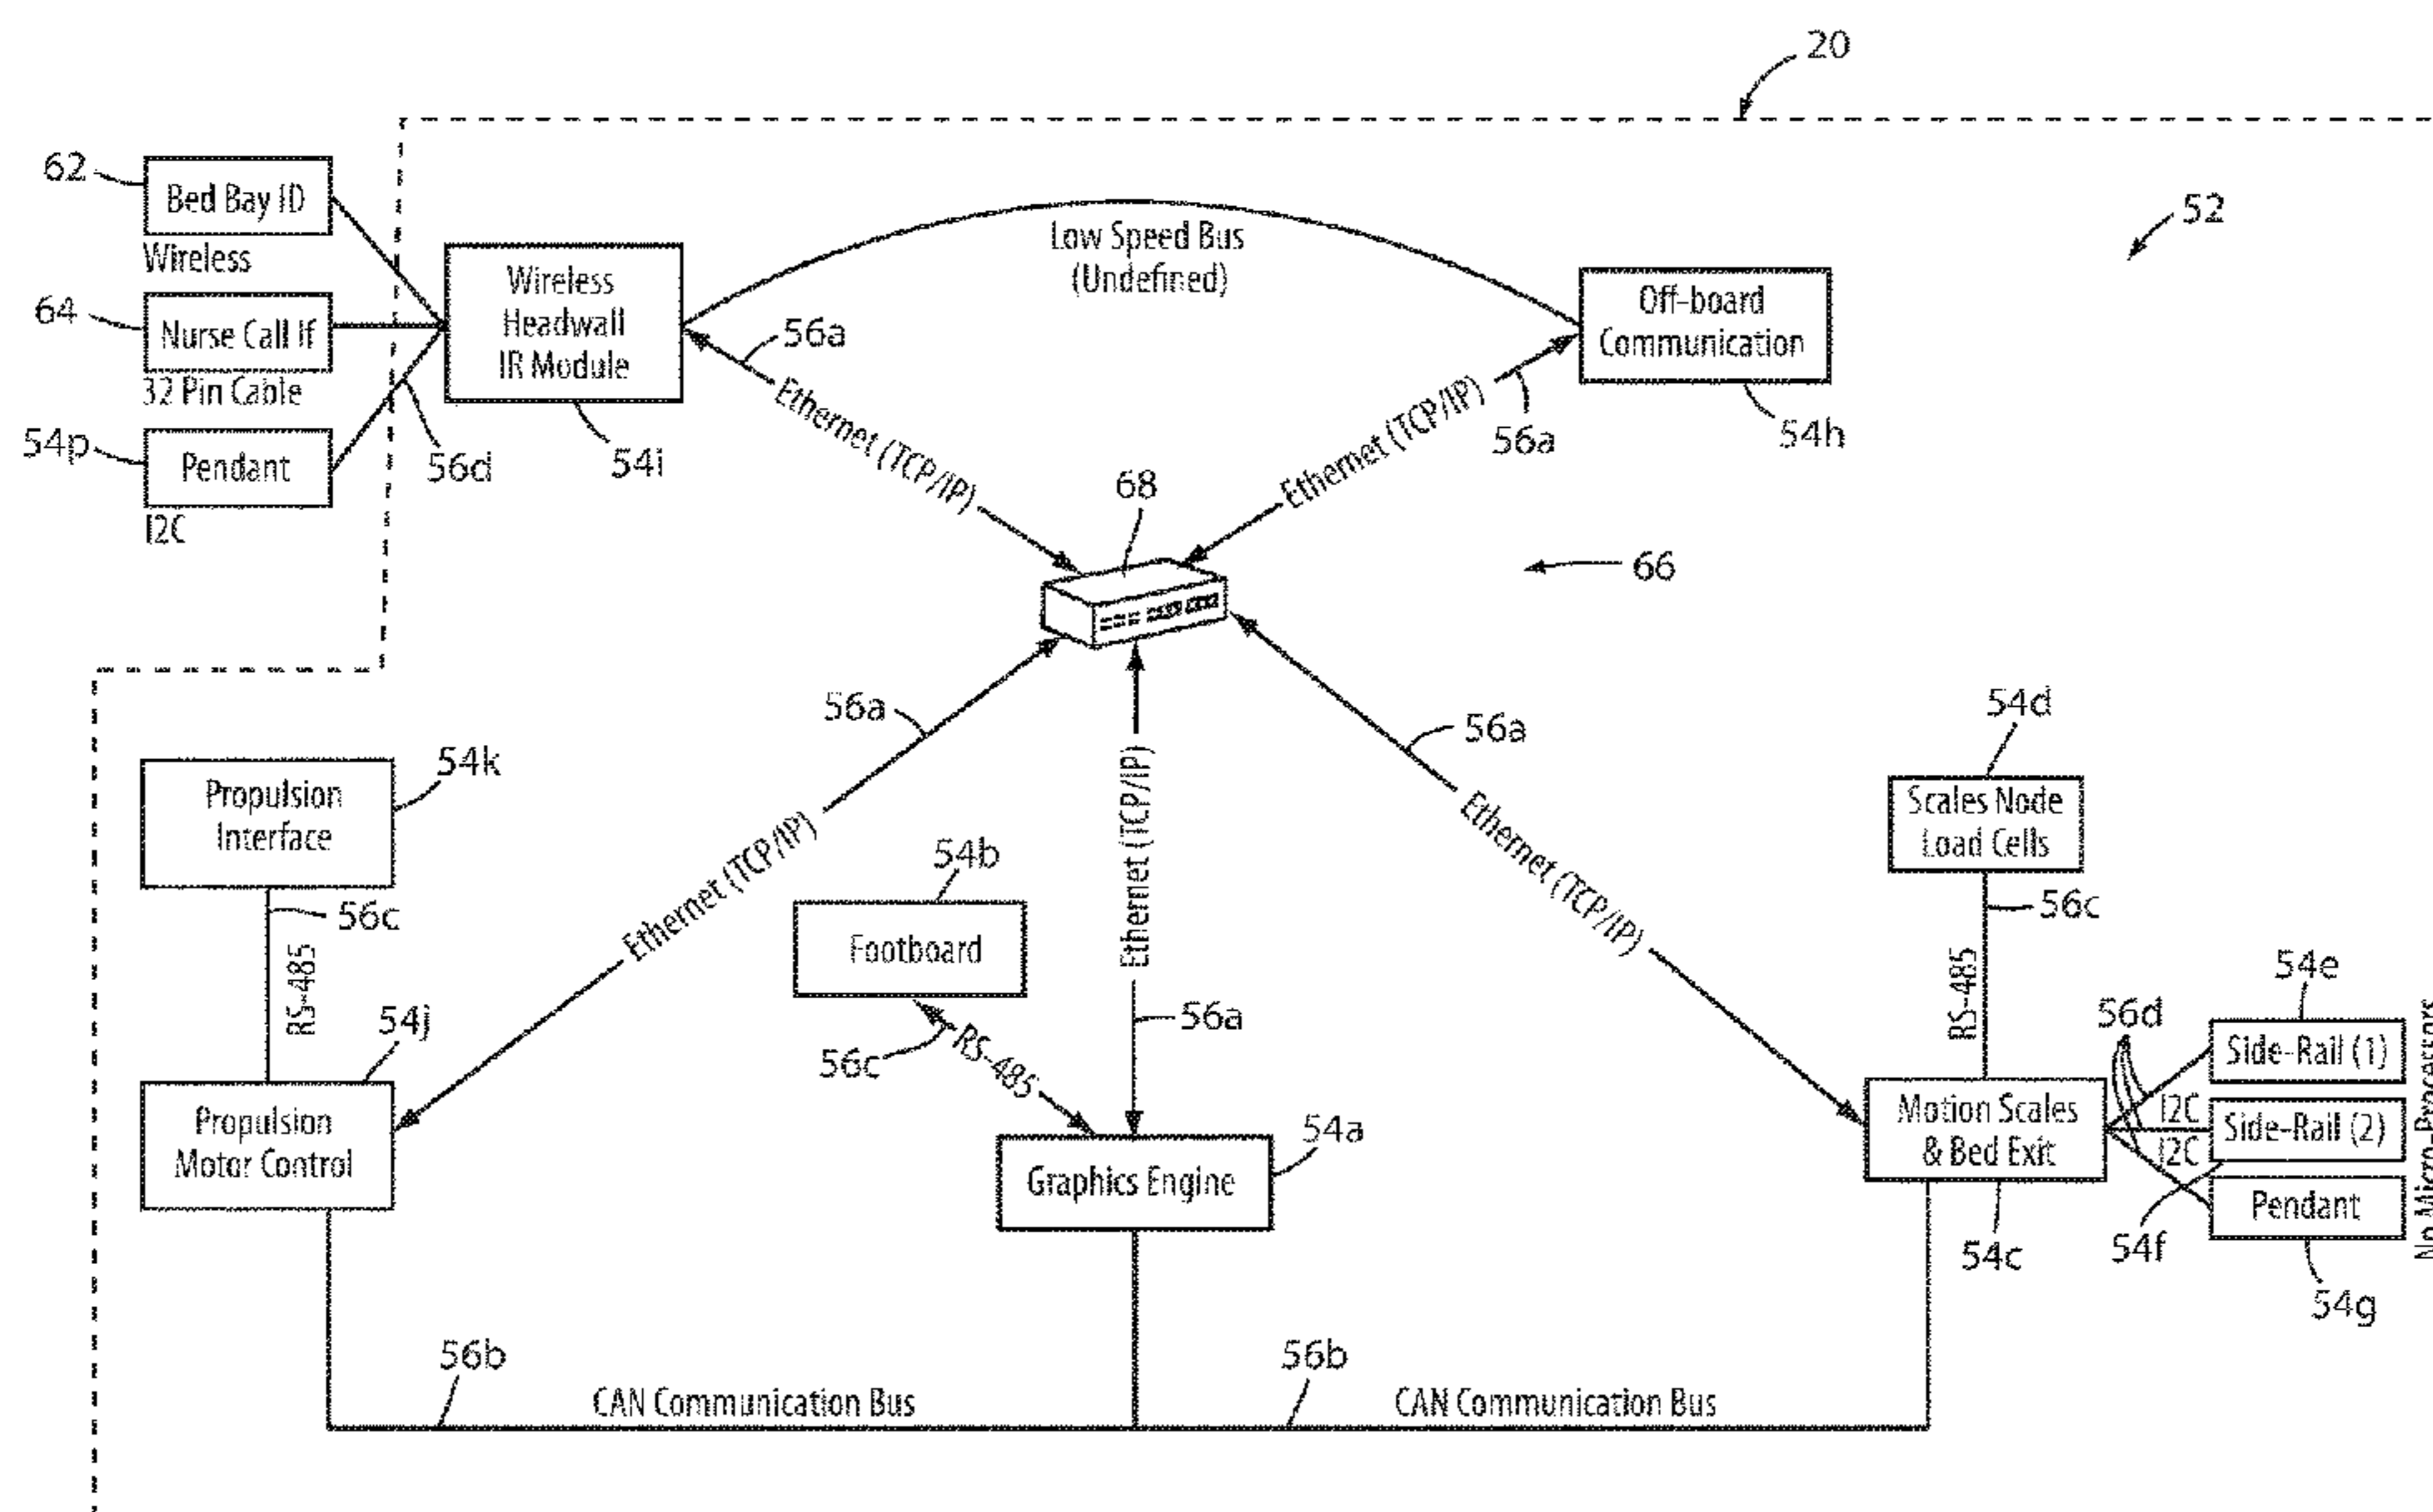 20
62
Bed Bay ID
Wireless
64
Nurse Call if
32 Pin Cable
54p
Pendant
I2C
56d
Wireless
Headwall
IR Module
54i
Low Speed Bus
(Undefined)
52
Off-board
Communication
54h
56a
Ethernet (TCP/IP)
56a
Ethernet (TCP/IP)
68
66
56a
Ethernet (TCP/IP)
56a
Ethernet (TCP/IP)
56a
Ethernet (TCP/IP)
54k
Propulsion
Interface
56c
RS-485
54j
Propulsion
Motor Control
54b
Footboard
56c
RS-485
54a
Graphics Engine
54d
Scales Node
Load Cells
56c
RS-485
54e
56d
Side-Rail (1)
I2C
Side-Rail (2)
I2C
Pendant
No Micro-Processors
Motion Scales
& Bed Exit
54c
54f
54g
56b
CAN Communication Bus
56b
CAN Communication Bus